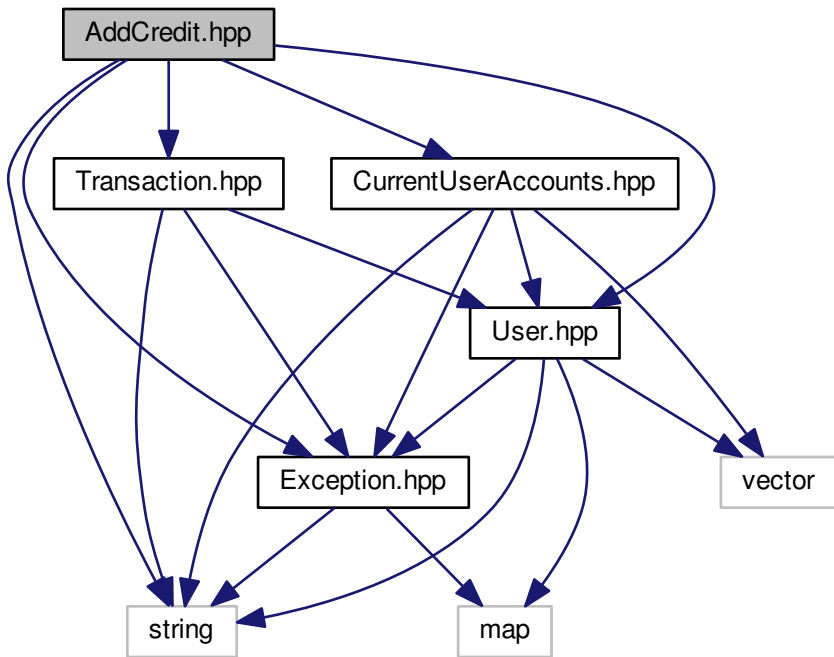 AddCredit.hpp
Transaction.hpp
CurrentUserAccounts.hpp
User.hpp
Exception.hpp
vector
string
map